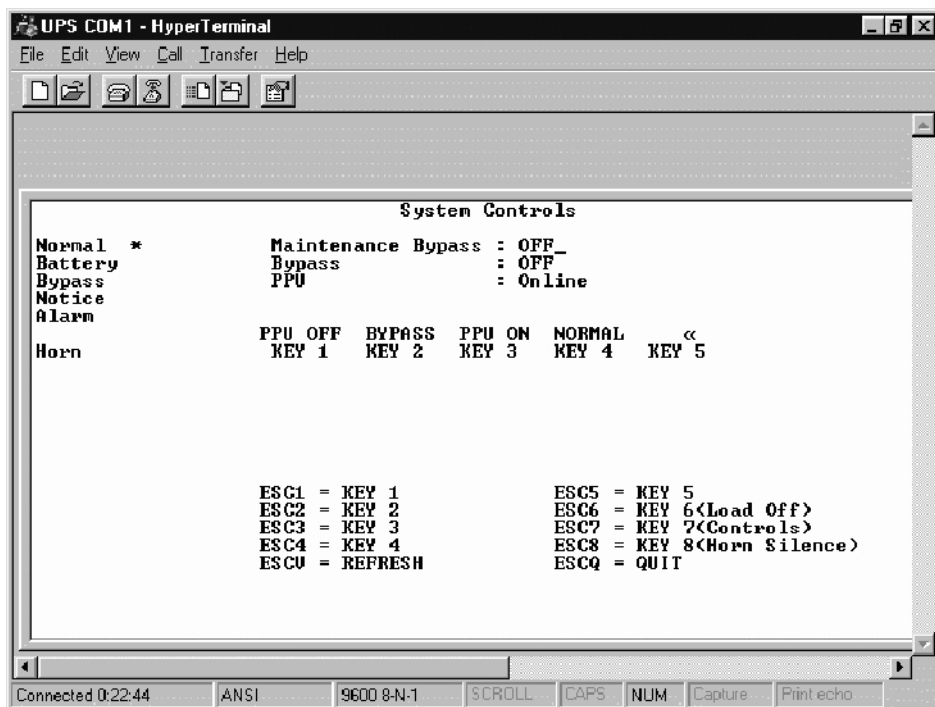 UPS COM1 - HyperTerminal
File Edit View Call Transfer Help
System Controls
Normal * Maintenance Bypass : OFF_
Battery Bypass : OFF
Bypass PPU : Online
Notice
Alarm
PPU OFF BYPASS PPU ON NORMAL «
Horn KEY 1 KEY 2 KEY 3 KEY 4 KEY 5
ESC1 = KEY 1 ESC5 = KEY 5
ESC2 = KEY 2 ESC6 = KEY 6(Load Off)
ESC3 = KEY 3 ESC7 = KEY 7(Controls)
ESC4 = KEY 4 ESC8 = KEY 8(Horn Silence)
ESCV = REFRESH ESCQ = QUIT
Connected 0:22:44 ANSI 9600 8-N-1 SCROLL CAPS NUM Capture Print echo